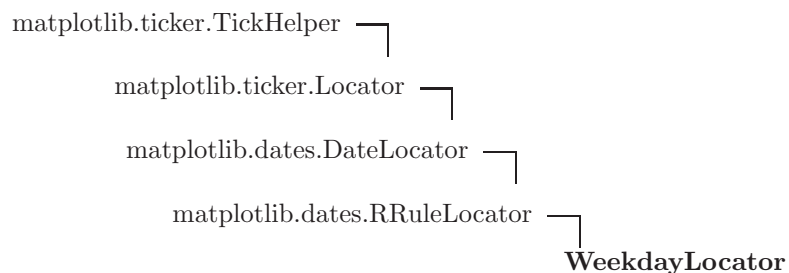 matplotlib.ticker.TickHelper
matplotlib.ticker.Locator
matplotlib.dates.DateLocator
matplotlib.dates.RRuleLocator
WeekdayLocator